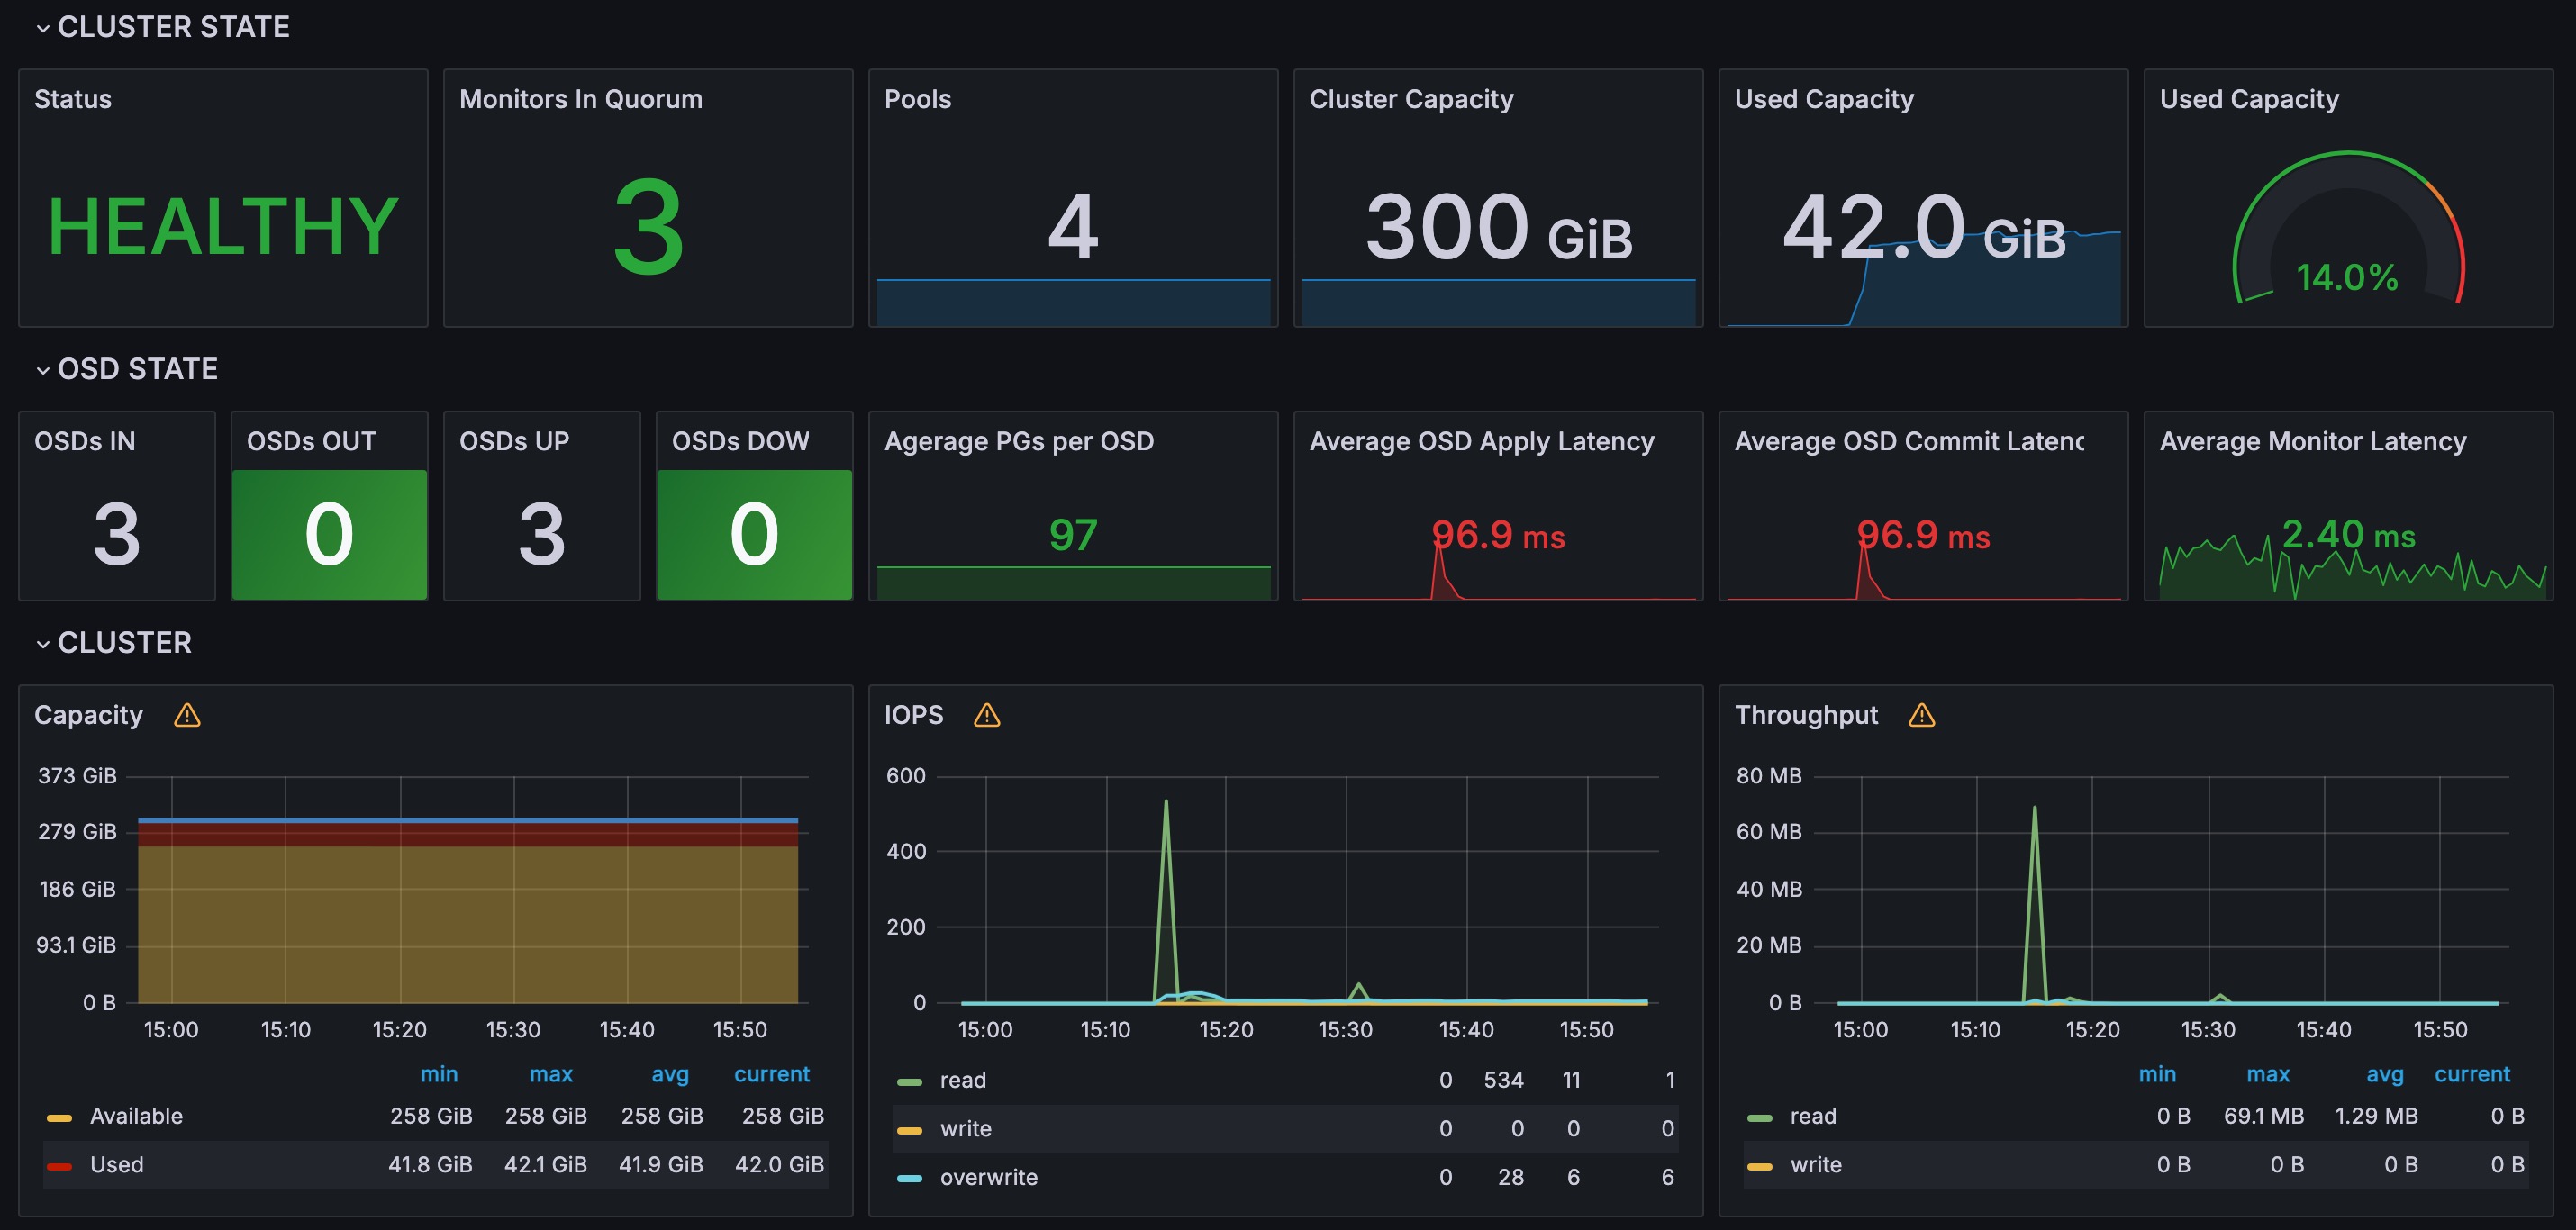 CLUSTER STATE
Status
HEALTHY
Monitors In Quorum
3
Pools
4
Cluster Capacity
300 GiB
Used Capacity
42.0 GiB
Used Capacity
14.0%
OSD STATE
OSDs IN
3
OSDs OUT
0
OSDs UP
3
OSDs DOW
0
Agerage PGs per OSD
97
Average OSD Apply Latency
96.9 ms
Average OSD Commit Latenc
96.9 ms
Average Monitor Latency
2.40 ms
CLUSTER
Capacity
373 GiB
279 GiB
186 GiB
93.1 GiB
0 B
15:00 15:10 15:20 15:30 15:40 15:50
min max avg current
Available 258 GiB 258 GiB 258 GiB 258 GiB
Used 41.8 GiB 42.1 GiB 41.9 GiB 42.0 GiB
IOPS
600
400
200
0
15:00 15:10 15:20 15:30 15:40 15:50
read 0 534 11 1
write 0 0 0 0
overwrite 0 28 6 6
Throughput
80 MB
60 MB
40 MB
20 MB
0 B
15:00 15:10 15:20 15:30 15:40 15:50
min max avg current
read 0 B 69.1 MB 1.29 MB 0 B
write 0 B 0 B 0 B 0 B